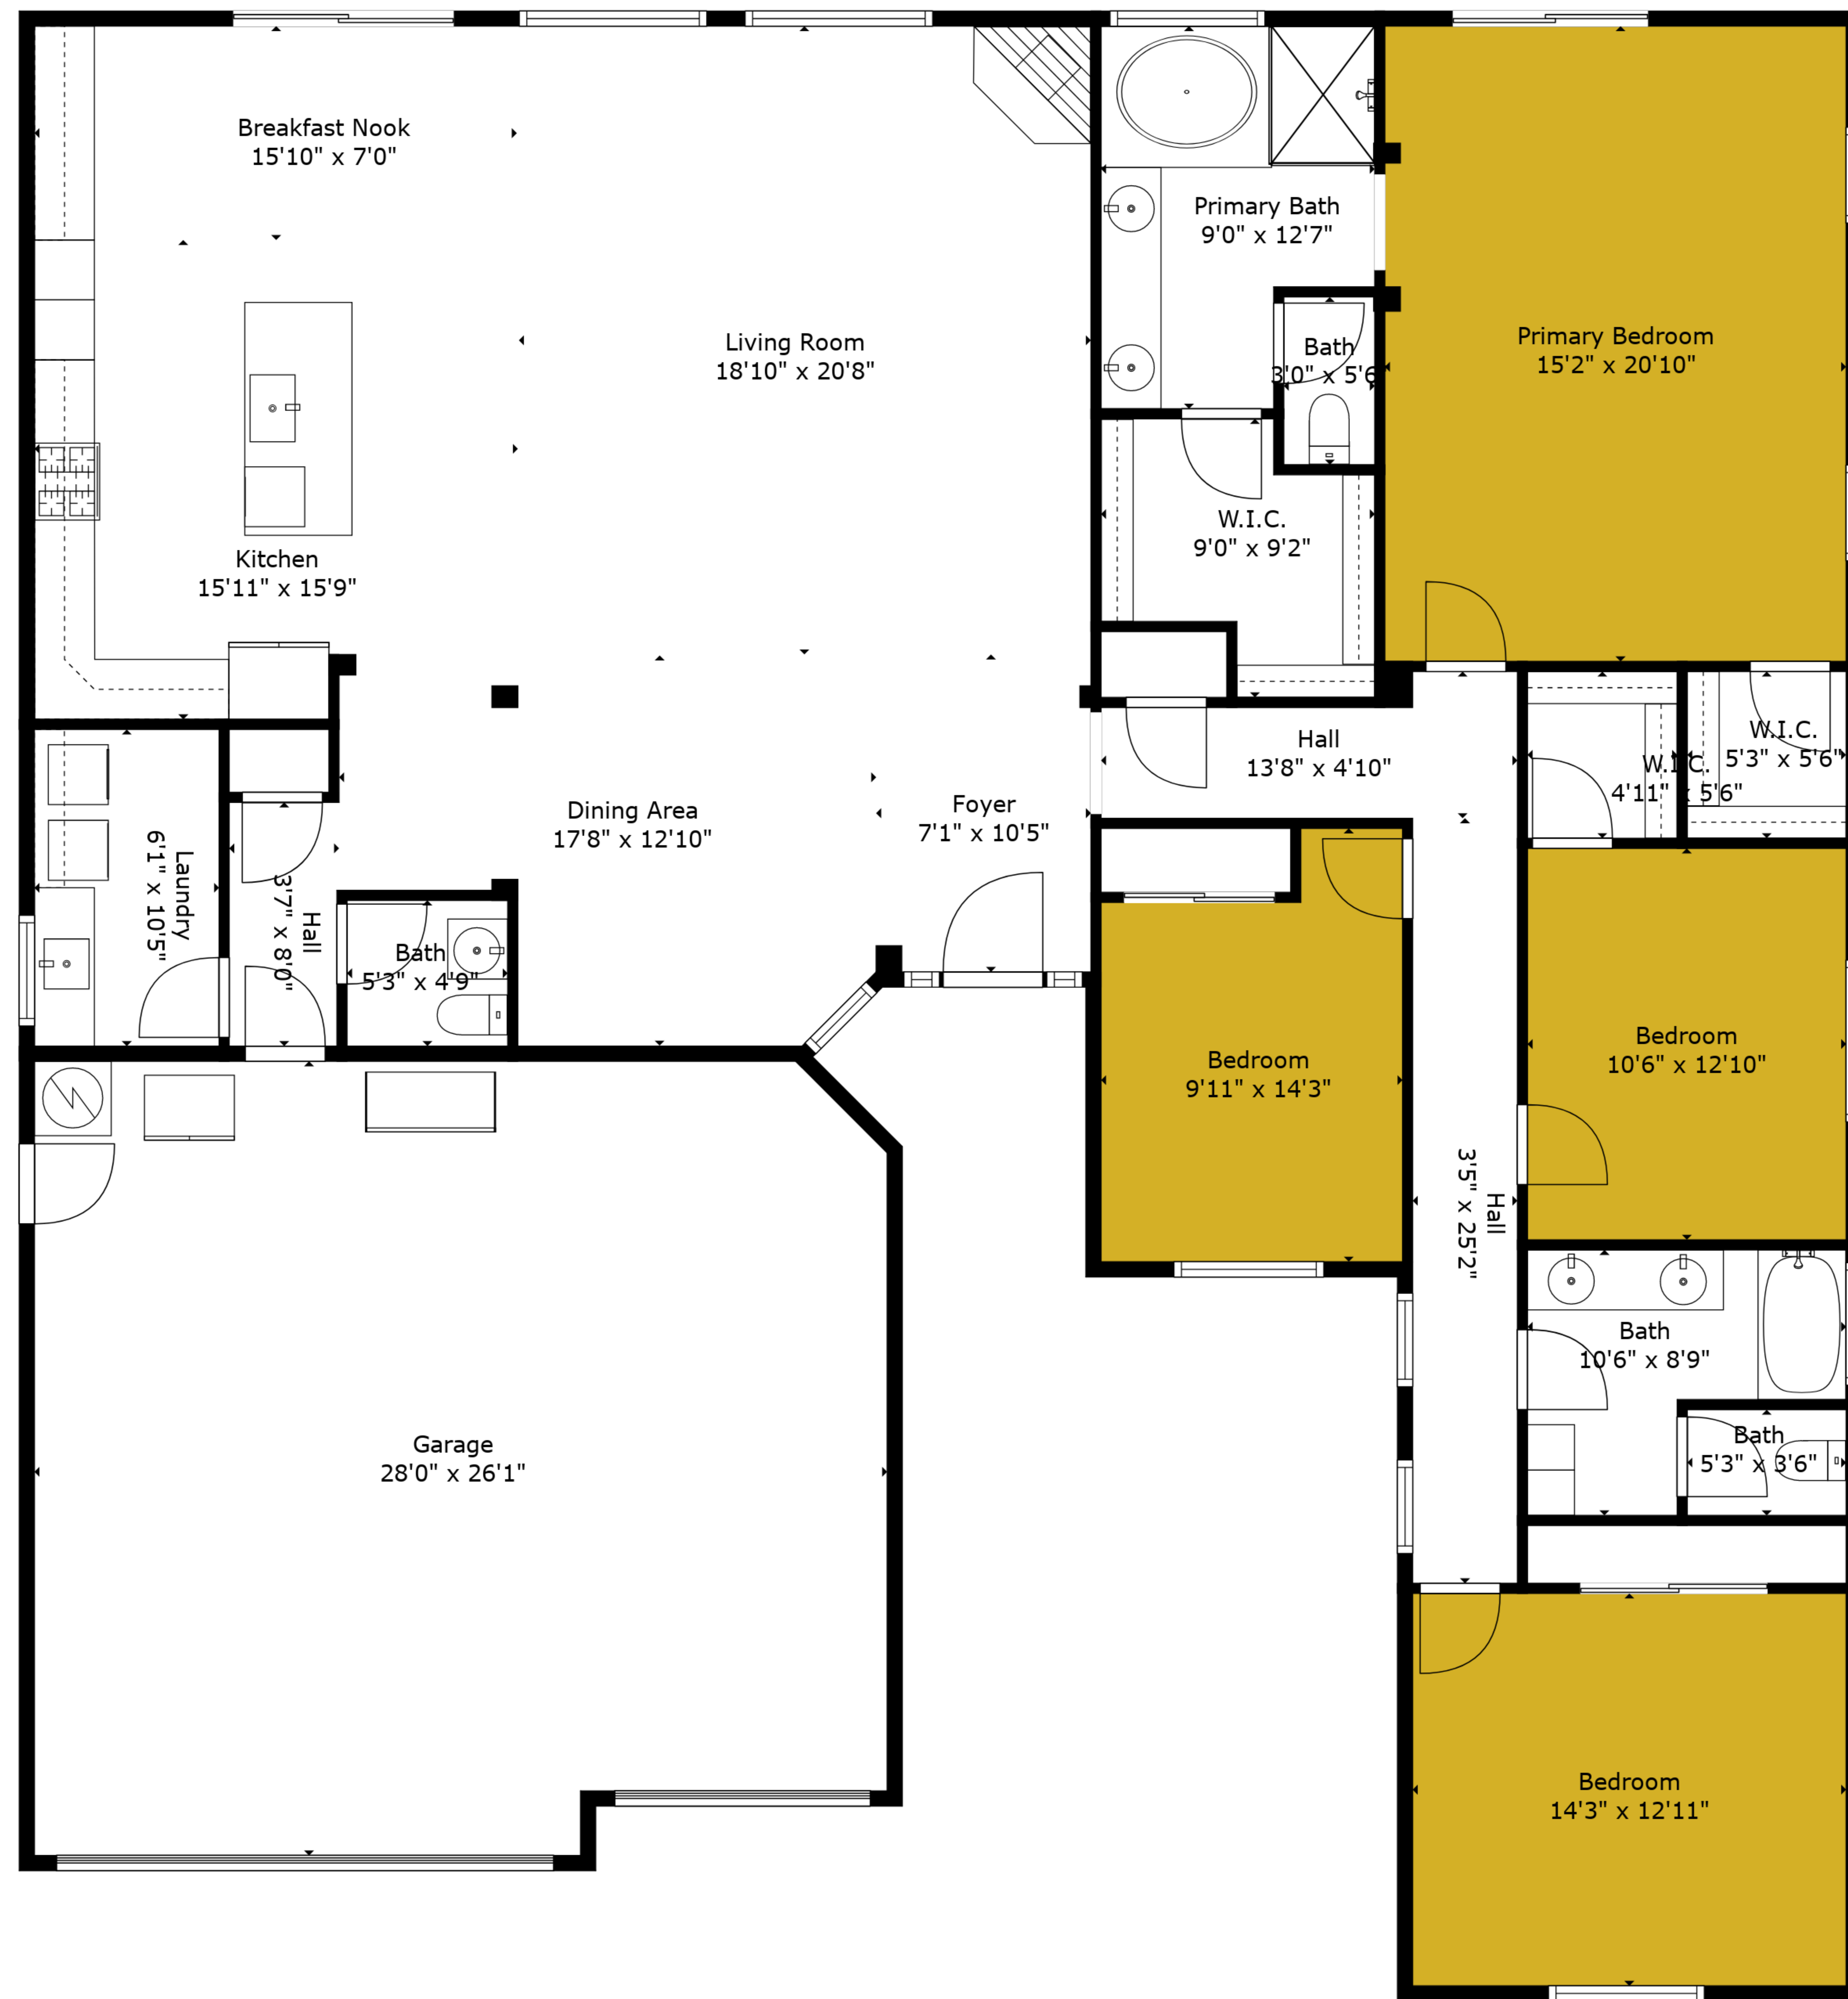 Breakfast Nook
15'10" x 7'0"
Primary Bath
9'0" x 12'7"
Living Room
18'10" x 20'8"
Bath
3'0" x 5'6
Primary Bedroom
15'2" x 20'10"
Kitchen
15'11" x 15'9"
W.I.C.
9'0" x 9'2"
Hall
13'8" x 4'10"
W.I.C.
5'3" x 5'6"
W.I.C.
4'11" x 5'6"
Dining Area
17'8" x 12'10"
Foyer
7'1" x 10'5"
Laundry
6'1" x 10'5"
Hall
3'7" x 8'0"
Bath
5'3" x 4'9"
Bedroom
9'11" x 14'3"
Bedroom
10'6" x 12'10"
Hall
3'5" x 25'2"
Bath
10'6" x 8'9"
Bath
5'3" x 3'6"
Garage
28'0" x 26'1"
Bedroom
14'3" x 12'11"